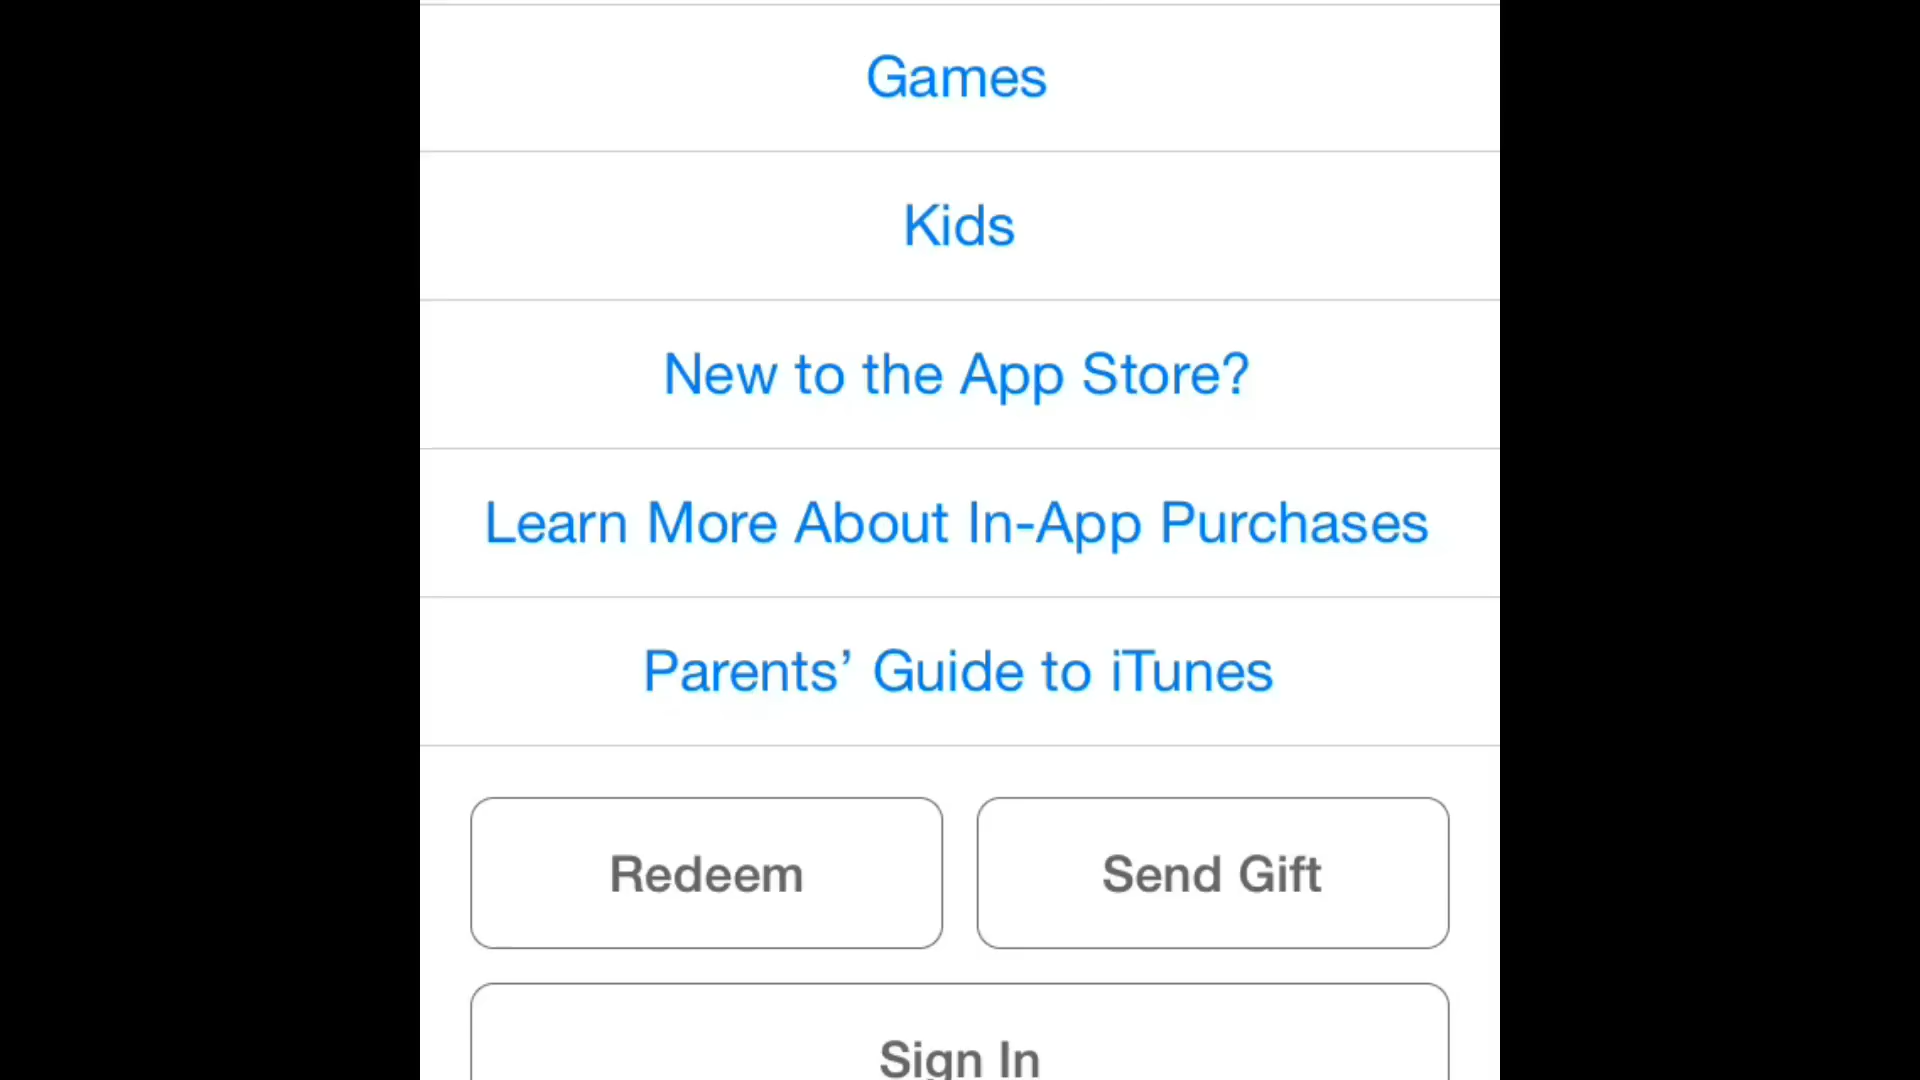 Games
Kids
New to the App Store?
Learn More About In-App Purchases
Parents’ Guide to iTunes
Redeem
Send Gift
Sign In